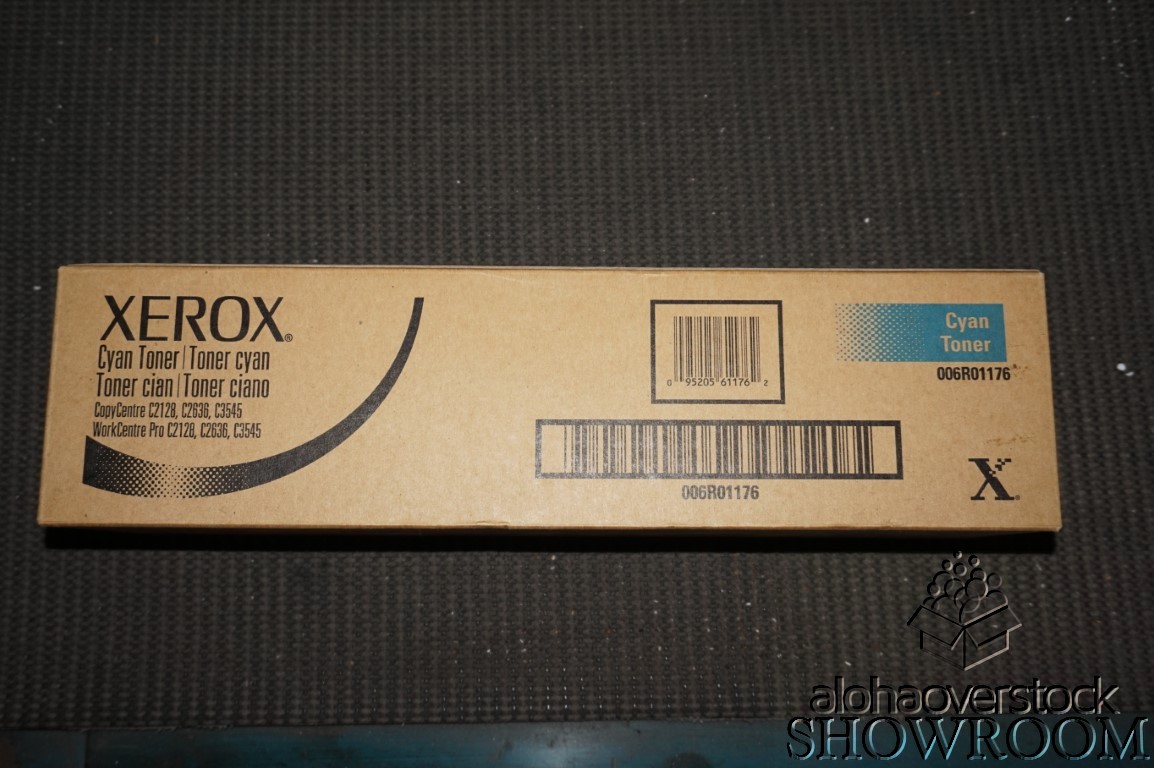 XEROX®
Cyan Toner | Toner cyan
Toner cian | Toner ciano
CopyCentre C2128, C2636, C3545
WorkCentre Pro C2128, C2636, C3545
0 95205 61176 2
006R01176
Cyan
Toner
006R01176
X
alohaoverstock
SHOWROOM